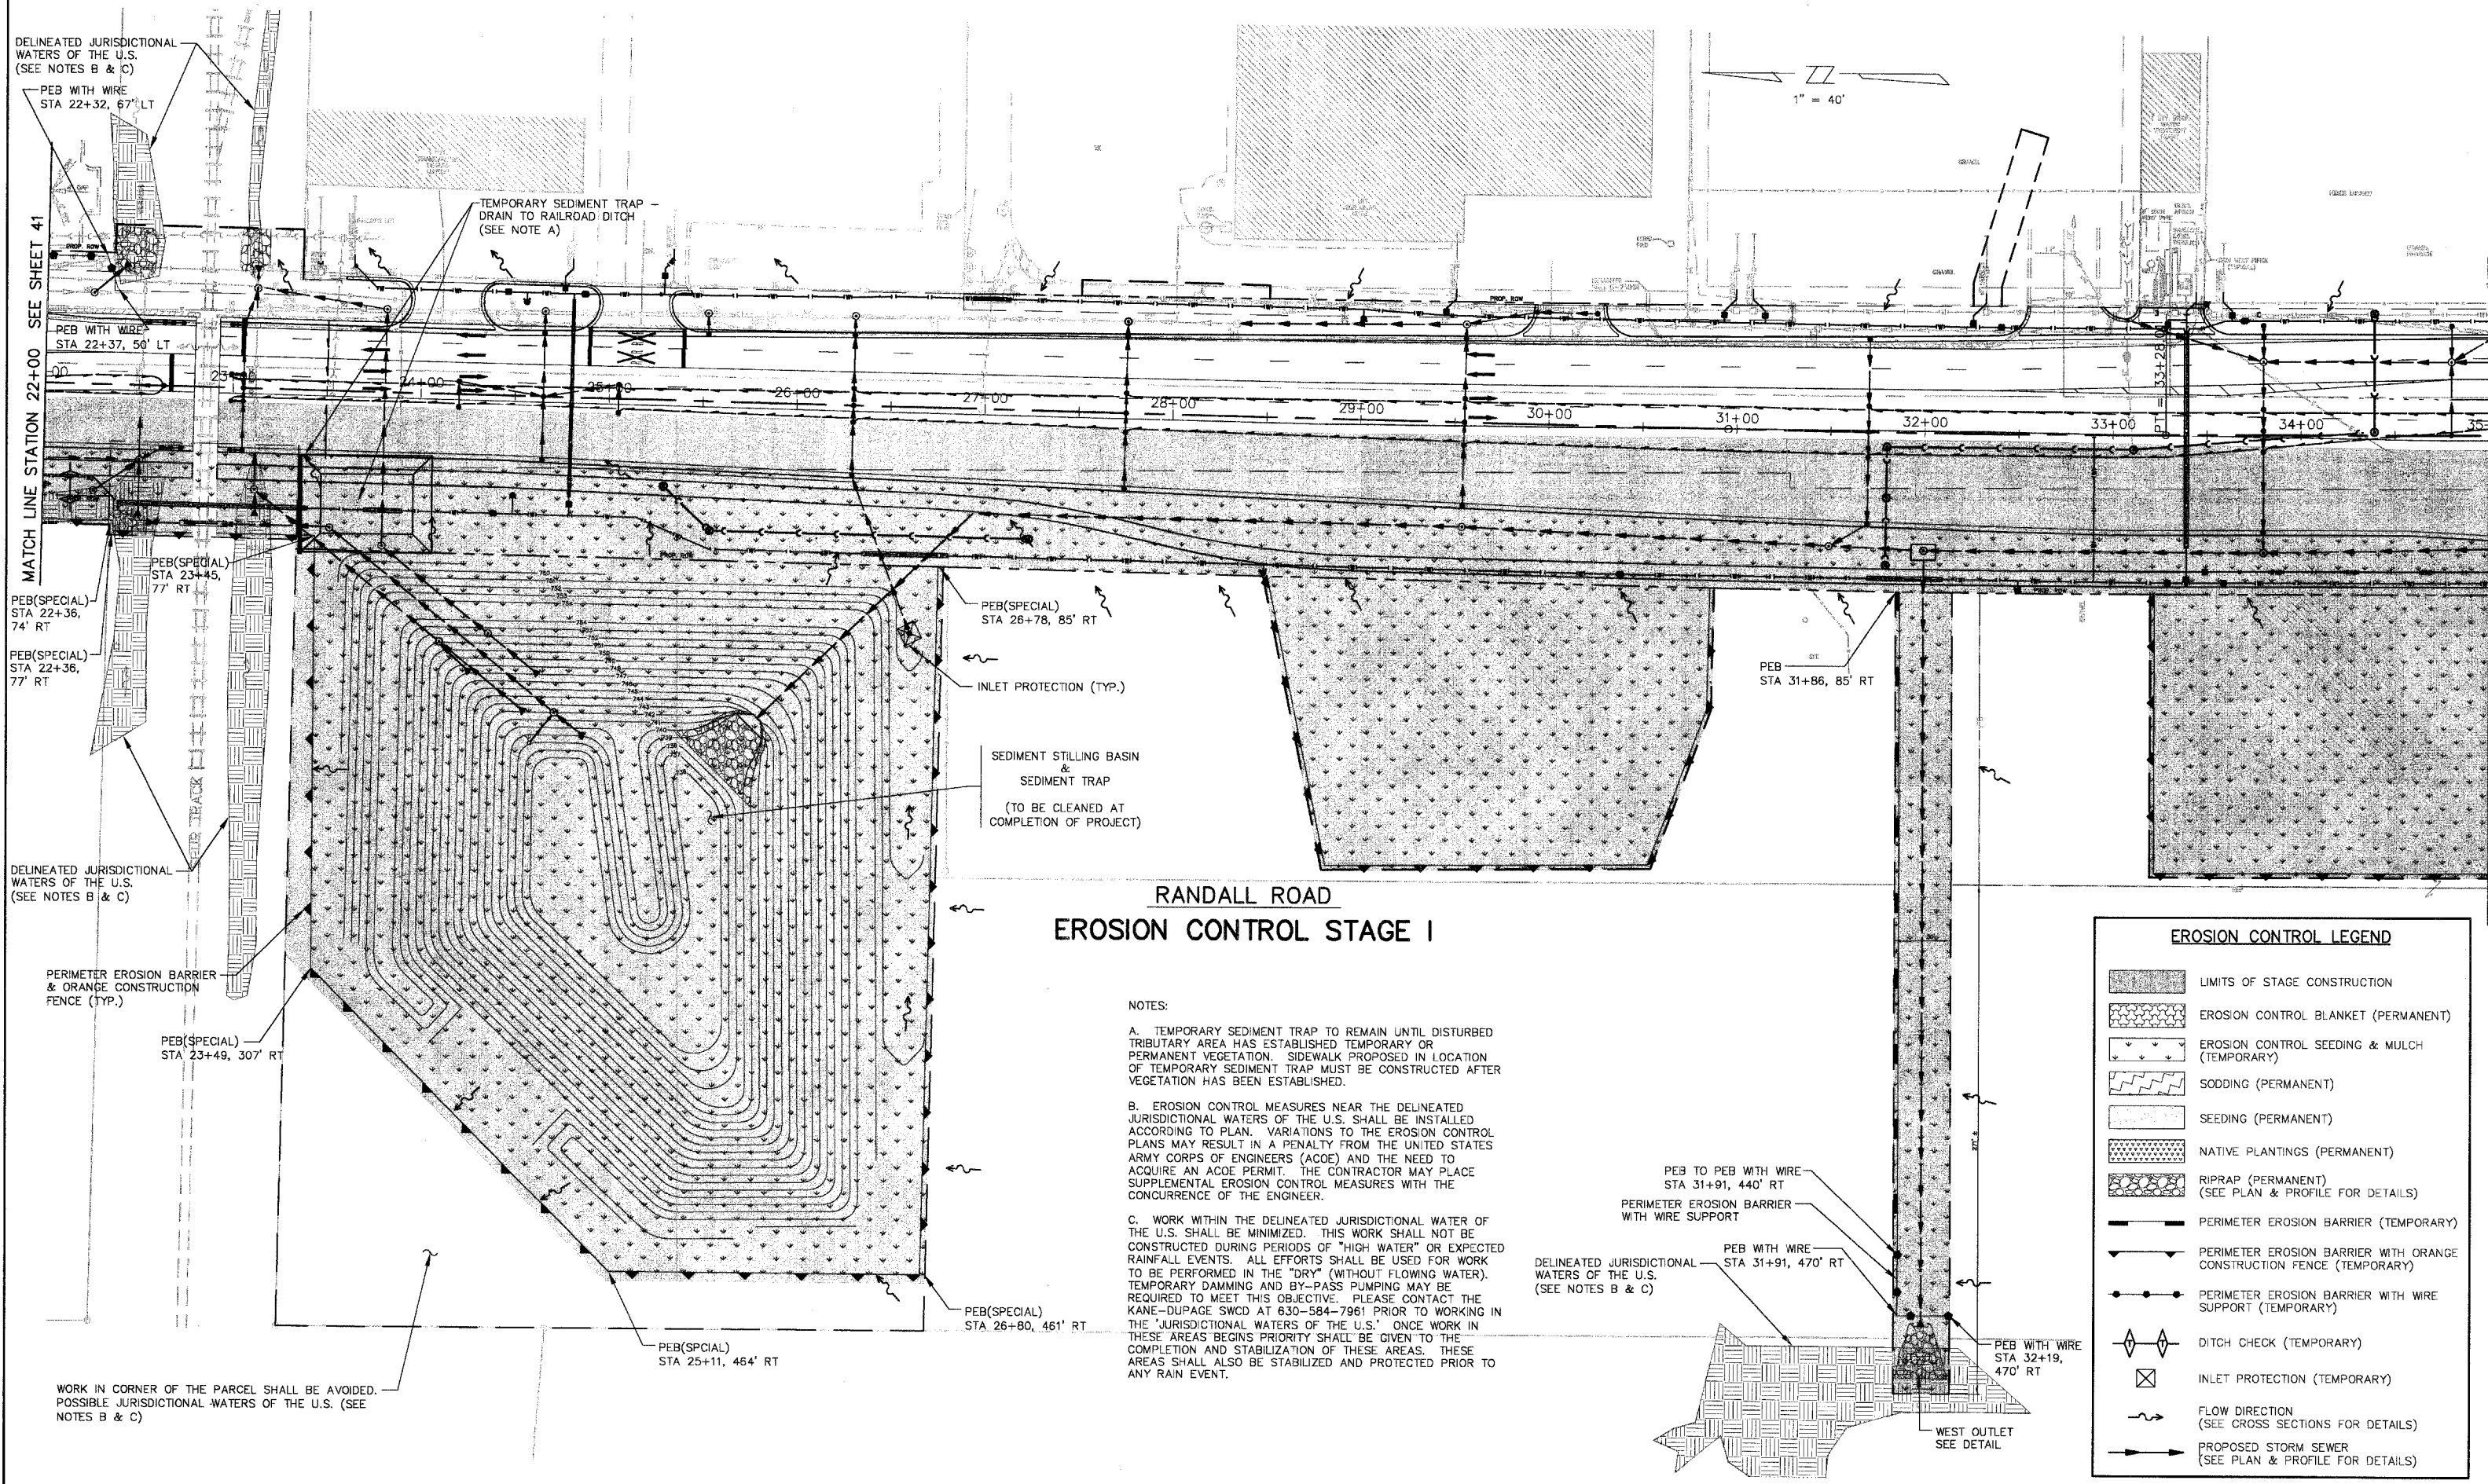 DELINEATED JURISDICTIONAL
WATERS OF THE U.S.
(SEE NOTES B & C)
PEB WITH WIRE
STA 22+32, 67' LT
MATCH LINE STATION 22+00 SEE SHEET 41
TEMPORARY SEDIMENT TRAP –
DRAIN TO RAILROAD DITCH
(SEE NOTE A)
1" = 40'
PROP. ROW
PROP. ROW
PEB WITH WIRE
STA 22+37, 50' LT
24+00
26+00
27+00
28+00
29+00
30+00
31+00
32+00
33+00
34+00
PROP. ROW
PROP. ROW
PEB(SPECIAL)
STA 23+45,
77' RT
PEB(SPECIAL)
STA 22+36,
74' RT
PEB(SPECIAL)
STA 22+36,
77' RT
PEB(SPECIAL)
STA 26+78, 85' RT
INLET PROTECTION (TYP.)
PEB
STA 31+86, 85' RT
SEDIMENT STILLING BASIN
&
SEDIMENT TRAP
(TO BE CLEANED AT
COMPLETION OF PROJECT)
DELINEATED JURISDICTIONAL
WATERS OF THE U.S.
(SEE NOTES B & C)
PERIMETER EROSION BARRIER
& ORANGE CONSTRUCTION
FENCE (TYP.)
PEB(SPECIAL)
STA 23+49, 307' RT
RANDALL ROAD
EROSION CONTROL STAGE I
NOTES:
A. TEMPORARY SEDIMENT TRAP TO REMAIN UNTIL DISTURBED
TRIBUTARY AREA HAS ESTABLISHED TEMPORARY OR
PERMANENT VEGETATION. SIDEWALK PROPOSED IN LOCATION
OF TEMPORARY SEDIMENT TRAP MUST BE CONSTRUCTED AFTER
VEGETATION HAS BEEN ESTABLISHED.
B. EROSION CONTROL MEASURES NEAR THE DELINEATED
JURISDICTIONAL WATERS OF THE U.S. SHALL BE INSTALLED
ACCORDING TO PLAN. VARIATIONS TO THE EROSION CONTROL
PLANS MAY RESULT IN A PENALTY FROM THE UNITED STATES
ARMY CORPS OF ENGINEERS (ACOE) AND THE NEED TO
ACQUIRE AN ACOE PERMIT. THE CONTRACTOR MAY PLACE
SUPPLEMENTAL EROSION CONTROL MEASURES WITH THE
CONCURRENCE OF THE ENGINEER.
C. WORK WITHIN THE DELINEATED JURISDICTIONAL WATER OF
THE U.S. SHALL BE MINIMIZED. THIS WORK SHALL NOT BE
CONSTRUCTED DURING PERIODS OF "HIGH WATER" OR EXPECTED
RAINFALL EVENTS. ALL EFFORTS SHALL BE USED FOR WORK
TO BE PERFORMED IN THE "DRY" (WITHOUT FLOWING WATER).
TEMPORARY DAMMING AND BY-PASS PUMPING MAY BE
REQUIRED TO MEET THIS OBJECTIVE. PLEASE CONTACT THE
KANE-DUPAGE SWCD AT 630-584-7961 PRIOR TO WORKING IN
THE 'JURISDICTIONAL WATERS OF THE U.S.' ONCE WORK IN
THESE AREAS BEGINS PRIORITY SHALL BE GIVEN TO THE
COMPLETION AND STABILIZATION OF THESE AREAS. THESE
AREAS SHALL ALSO BE STABILIZED AND PROTECTED PRIOR TO
ANY RAIN EVENT.
PEB TO PEB WITH WIRE
STA 31+91, 440' RT
PERIMETER EROSION BARRIER
WITH WIRE SUPPORT
PEB WITH WIRE
STA 31+91, 470' RT
DELINEATED JURISDICTIONAL
WATERS OF THE U.S.
(SEE NOTES B & C)
PEB WITH WIRE
STA 32+19,
470' RT
WEST OUTLET
SEE DETAIL
PEB(SPECIAL)
STA 26+80, 461' RT
PEB(SPCIAL)
STA 25+11, 464' RT
WORK IN CORNER OF THE PARCEL SHALL BE AVOIDED.
POSSIBLE JURISDICTIONAL WATERS OF THE U.S. (SEE
NOTES B & C)
EROSION CONTROL LEGEND
LIMITS OF STAGE CONSTRUCTION
EROSION CONTROL BLANKET (PERMANENT)
EROSION CONTROL SEEDING & MULCH
(TEMPORARY)
SODDING (PERMANENT)
SEEDING (PERMANENT)
NATIVE PLANTINGS (PERMANENT)
RIPRAP (PERMANENT)
(SEE PLAN & PROFILE FOR DETAILS)
PERIMETER EROSION BARRIER (TEMPORARY)
PERIMETER EROSION BARRIER WITH ORANGE
CONSTRUCTION FENCE (TEMPORARY)
PERIMETER EROSION BARRIER WITH WIRE
SUPPORT (TEMPORARY)
DITCH CHECK (TEMPORARY)
INLET PROTECTION (TEMPORARY)
FLOW DIRECTION
(SEE CROSS SECTIONS FOR DETAILS)
PROPOSED STORM SEWER
(SEE PLAN & PROFILE FOR DETAILS)